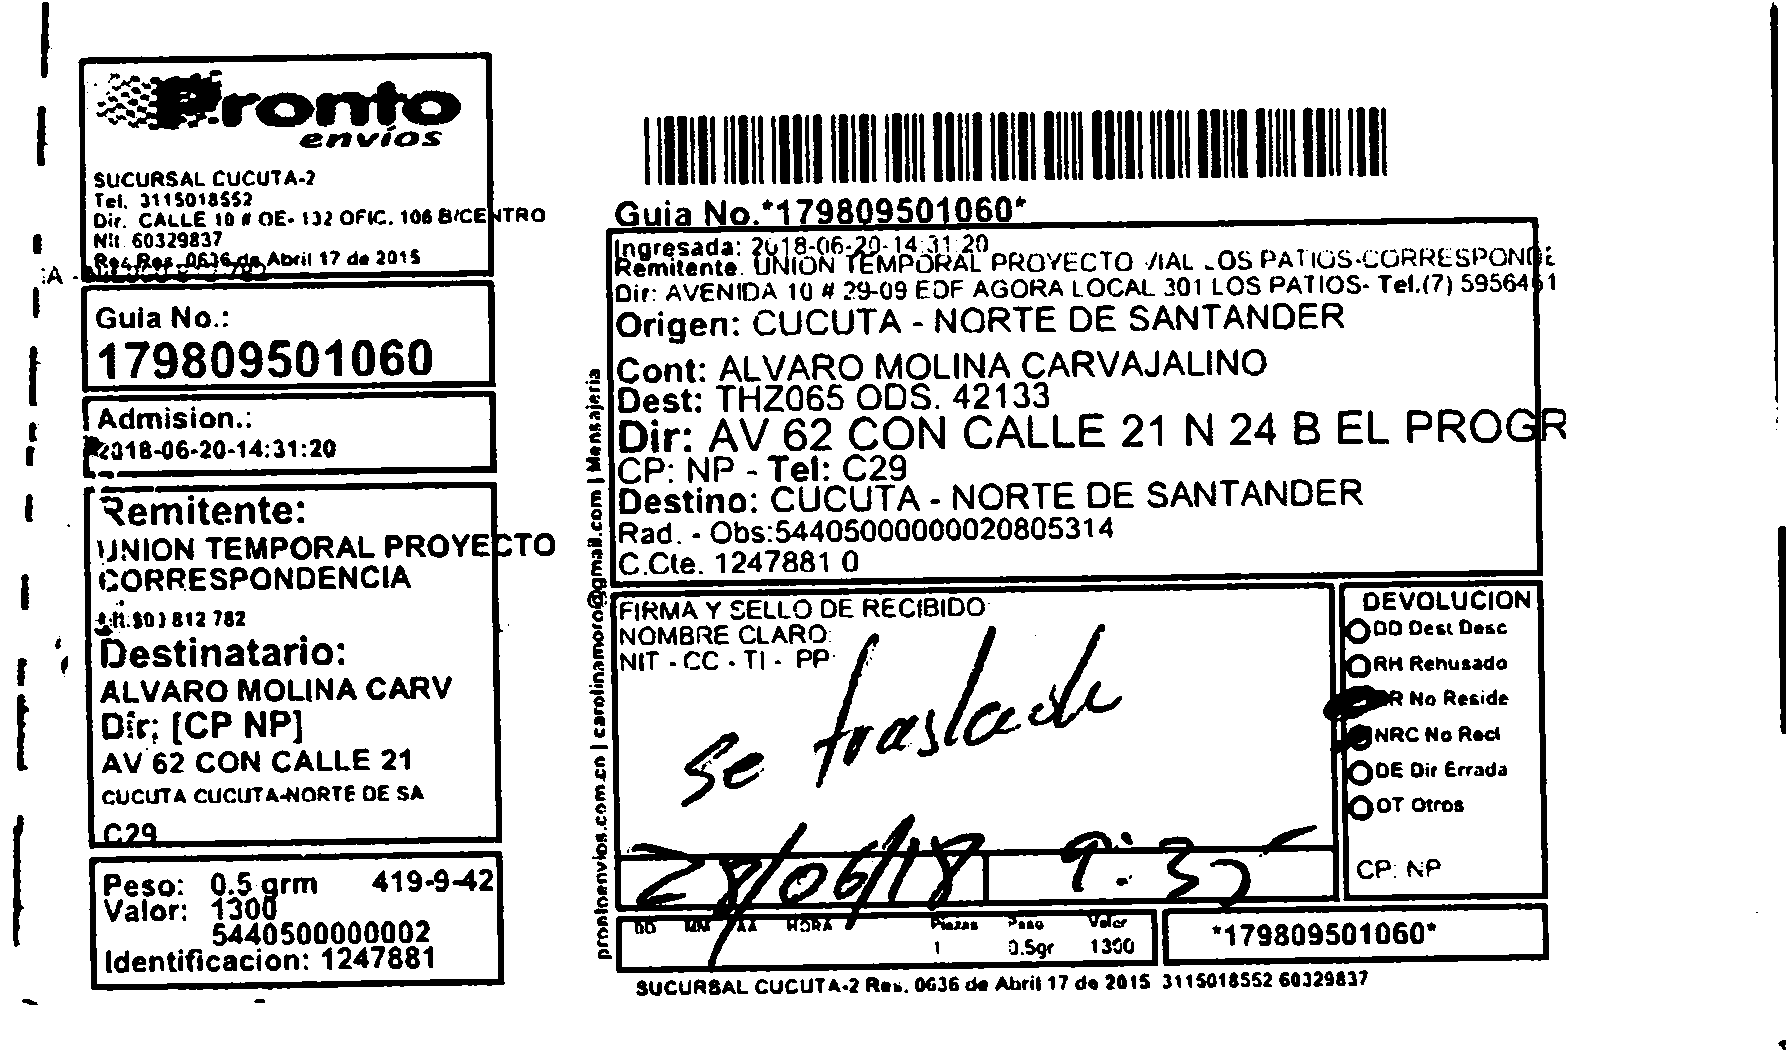 Pronto
envíos
SUCURSAL CUCUTA-2
Tel. 3115018552
Dir. CALLE 10 # OE- 132 OFIC. 106 B/CENTRO
Nit 60329837
Res. 0636 de Abril 17 de 2015
Guia No.:
179809501060
Admision.:
2018-06-20-14:31:20
Remitente:
UNION TEMPORAL PROYECTO
CORRESPONDENCIA
812 782
Destinatario:
ALVARO MOLINA CARV
Dir: [CP NP]
AV 62 CON CALLE 21
CUCUTA CUCUTA-NORTE DE SA
C29
Peso: 0.5 grm 419-9-42
Valor: 1300
5440500000002
Identificacion: 1247881
prontoenvios.com.co | carolinamoro@gmail.com | Mensajeria
Guia No.*179809501060*
Ingresada: 2018-06-20-14:31:20
Remitente. UNION TEMPORAL PROYECTO VIAL LOS PATIOS-CORRESPONDE
Dir: AVENIDA 10 # 29-09 EDF AGORA LOCAL 301 LOS PATIOS- Tel.(7) 5956461
Origen: CUCUTA - NORTE DE SANTANDER
Cont: ALVARO MOLINA CARVAJALINO
Dest: THZ065 ODS. 42133
Dir: AV 62 CON CALLE 21 N 24 B EL PROGR
CP: NP - Tel: C29
Destino: CUCUTA - NORTE DE SANTANDER
Rad. - Obs:54405000000020805314
C.Cte. 1247881 0
FIRMA Y SELLO DE RECIBIDO
NOMBRE CLARO:
NIT - CC - TI - PP
se traslado
28/06/18 9:35
DD MM AA HORA Piezas Peso Valor
1 0.5gr 1300
DEVOLUCION
DD Dest Desc
RH Rehusado
NR No Reside
NRC No Recl
DE Dir Errada
OT Otros
CP: NP
*179809501060*
SUCURSAL CUCUTA-2 Res. 0636 de Abril 17 de 2015 3115018552 60329837